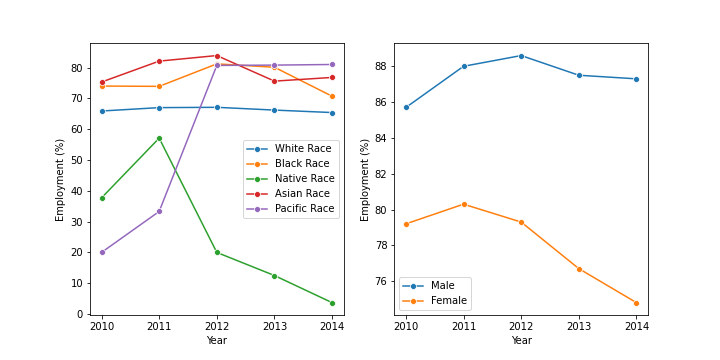 Employment (%)
80
70
60
50
40
30
20
10
0
2010 2011 2012 2013 2014
Year
White Race
Black Race
Native Race
Asian Race
Pacific Race
Employment (%)
88
86
84
82
80
78
76
2010 2011 2012 2013 2014
Year
Male
Female